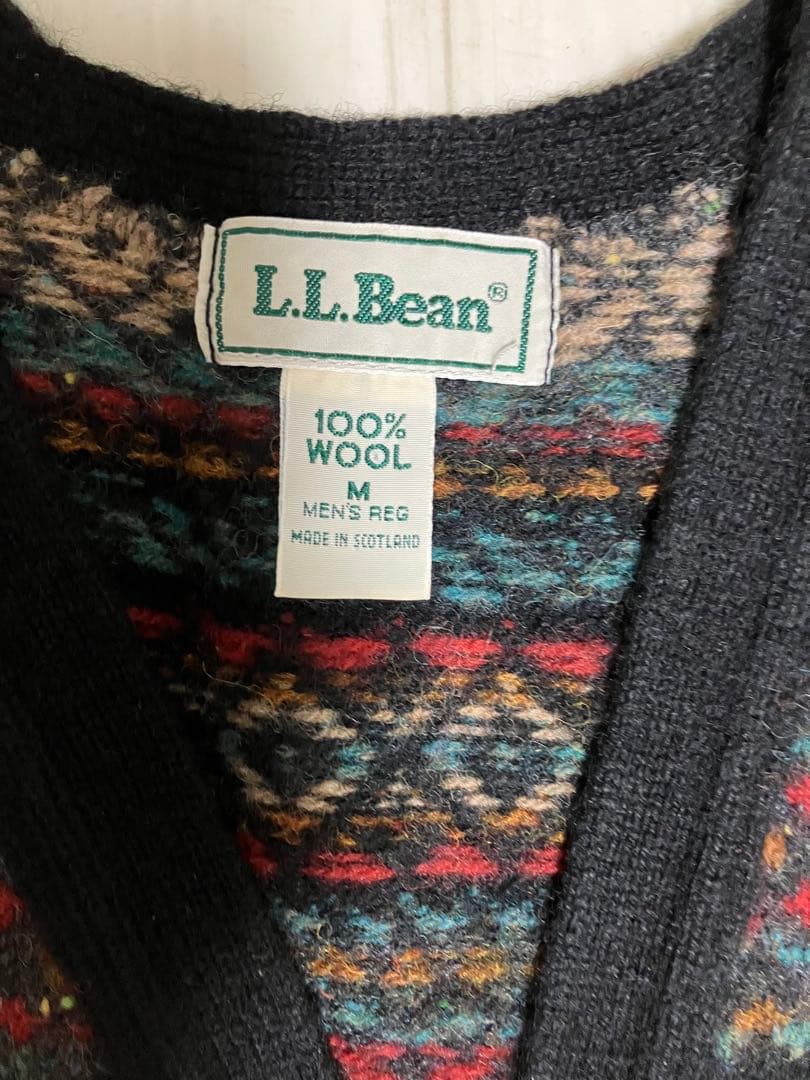 L.L.Bean®
100%
WOOL
M
MEN'S REG
MADE IN SCOTLAND